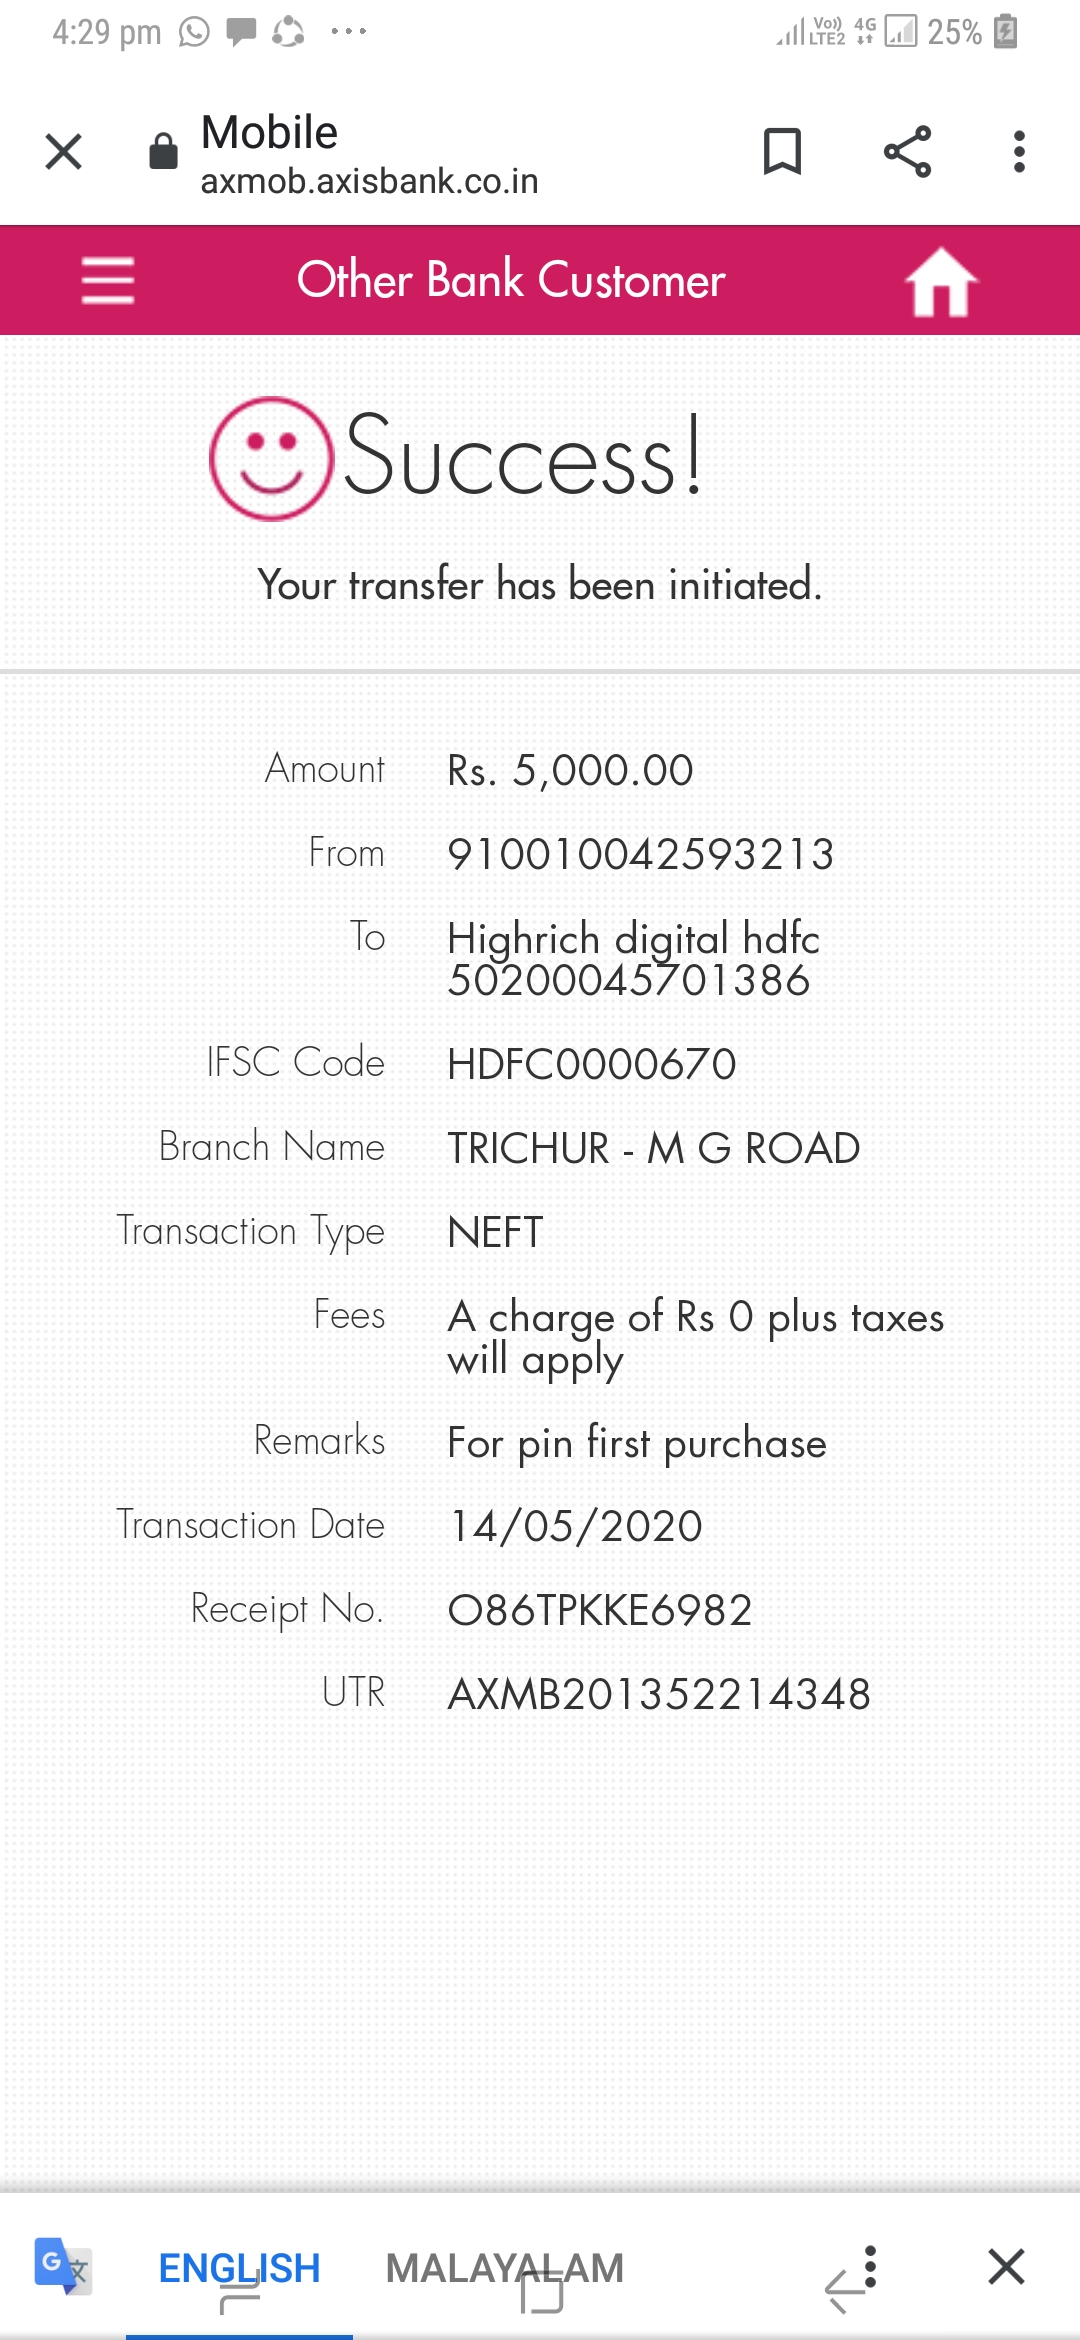 4:29 pm
Vo)) LTE2 4G 25%
Mobile
axmob.axisbank.co.in
Other Bank Customer
Success!
Your transfer has been initiated.
Amount Rs. 5,000.00
From 910010042593213
To Highrich digital hdfc
50200045701386
IFSC Code HDFC0000670
Branch Name TRICHUR - M G ROAD
Transaction Type NEFT
Fees A charge of Rs 0 plus taxes
will apply
Remarks For pin first purchase
Transaction Date 14/05/2020
Receipt No. O86TPKKE6982
UTR AXMB201352214348
G 文 ENGLISH MALAYALAM